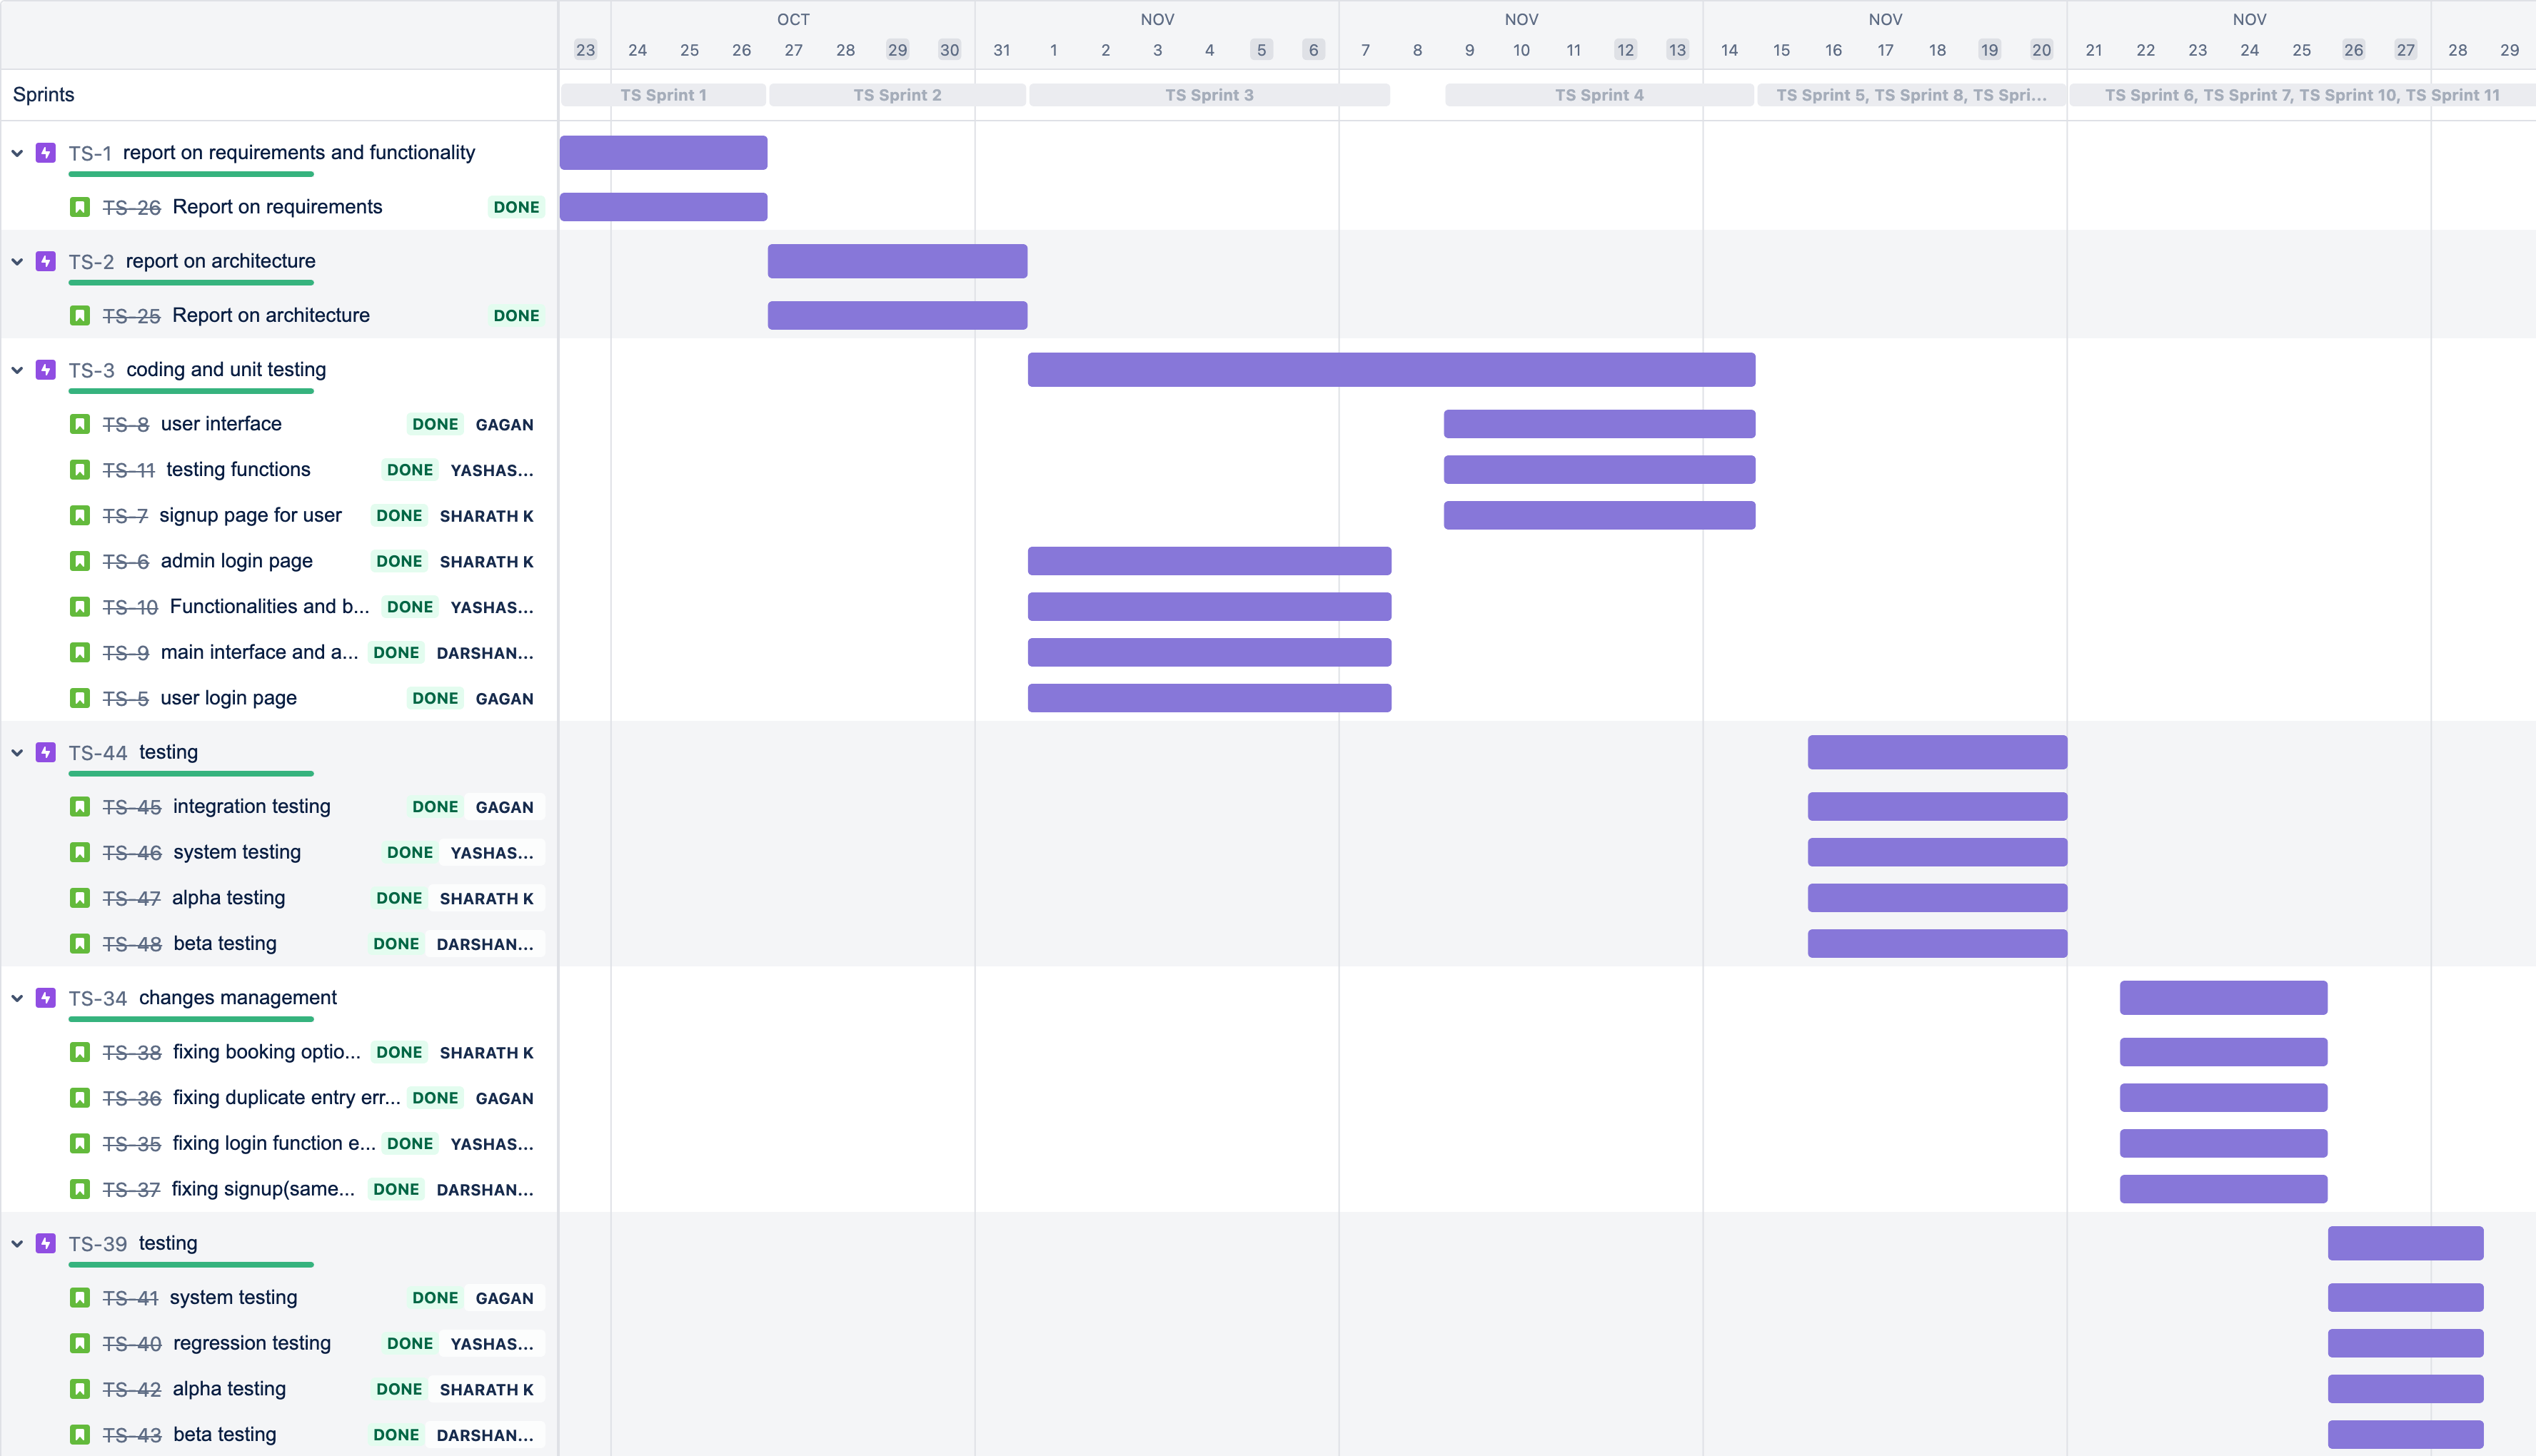 OCT NOV NOV NOV NOV
23 24 25 26 27 28 29 30 31 1 2 3 4 5 6 7 8 9 10 11 12 13 14 15 16 17 18 19 20 21 22 23 24 25 26 27 28 29
Sprints TS Sprint 1 TS Sprint 2 TS Sprint 3 TS Sprint 4 TS Sprint 5, TS Sprint 8, TS Spri... TS Sprint 6, TS Sprint 7, TS Sprint 10, TS Sprint 11
TS-1 report on requirements and functionality
TS-26 Report on requirements DONE
TS-2 report on architecture
TS-25 Report on architecture DONE
TS-3 coding and unit testing
TS-8 user interface DONE GAGAN
TS-11 testing functions DONE YASHAS...
TS-7 signup page for user DONE SHARATH K
TS-6 admin login page DONE SHARATH K
TS-10 Functionalities and b... DONE YASHAS...
TS-9 main interface and a... DONE DARSHAN...
TS-5 user login page DONE GAGAN
TS-44 testing
TS-45 integration testing DONE GAGAN
TS-46 system testing DONE YASHAS...
TS-47 alpha testing DONE SHARATH K
TS-48 beta testing DONE DARSHAN...
TS-34 changes management
TS-38 fixing booking optio... DONE SHARATH K
TS-36 fixing duplicate entry err... DONE GAGAN
TS-35 fixing login function e... DONE YASHAS...
TS-37 fixing signup(same... DONE DARSHAN...
TS-39 testing
TS-41 system testing DONE GAGAN
TS-40 regression testing DONE YASHAS...
TS-42 alpha testing DONE SHARATH K
TS-43 beta testing DONE DARSHAN...